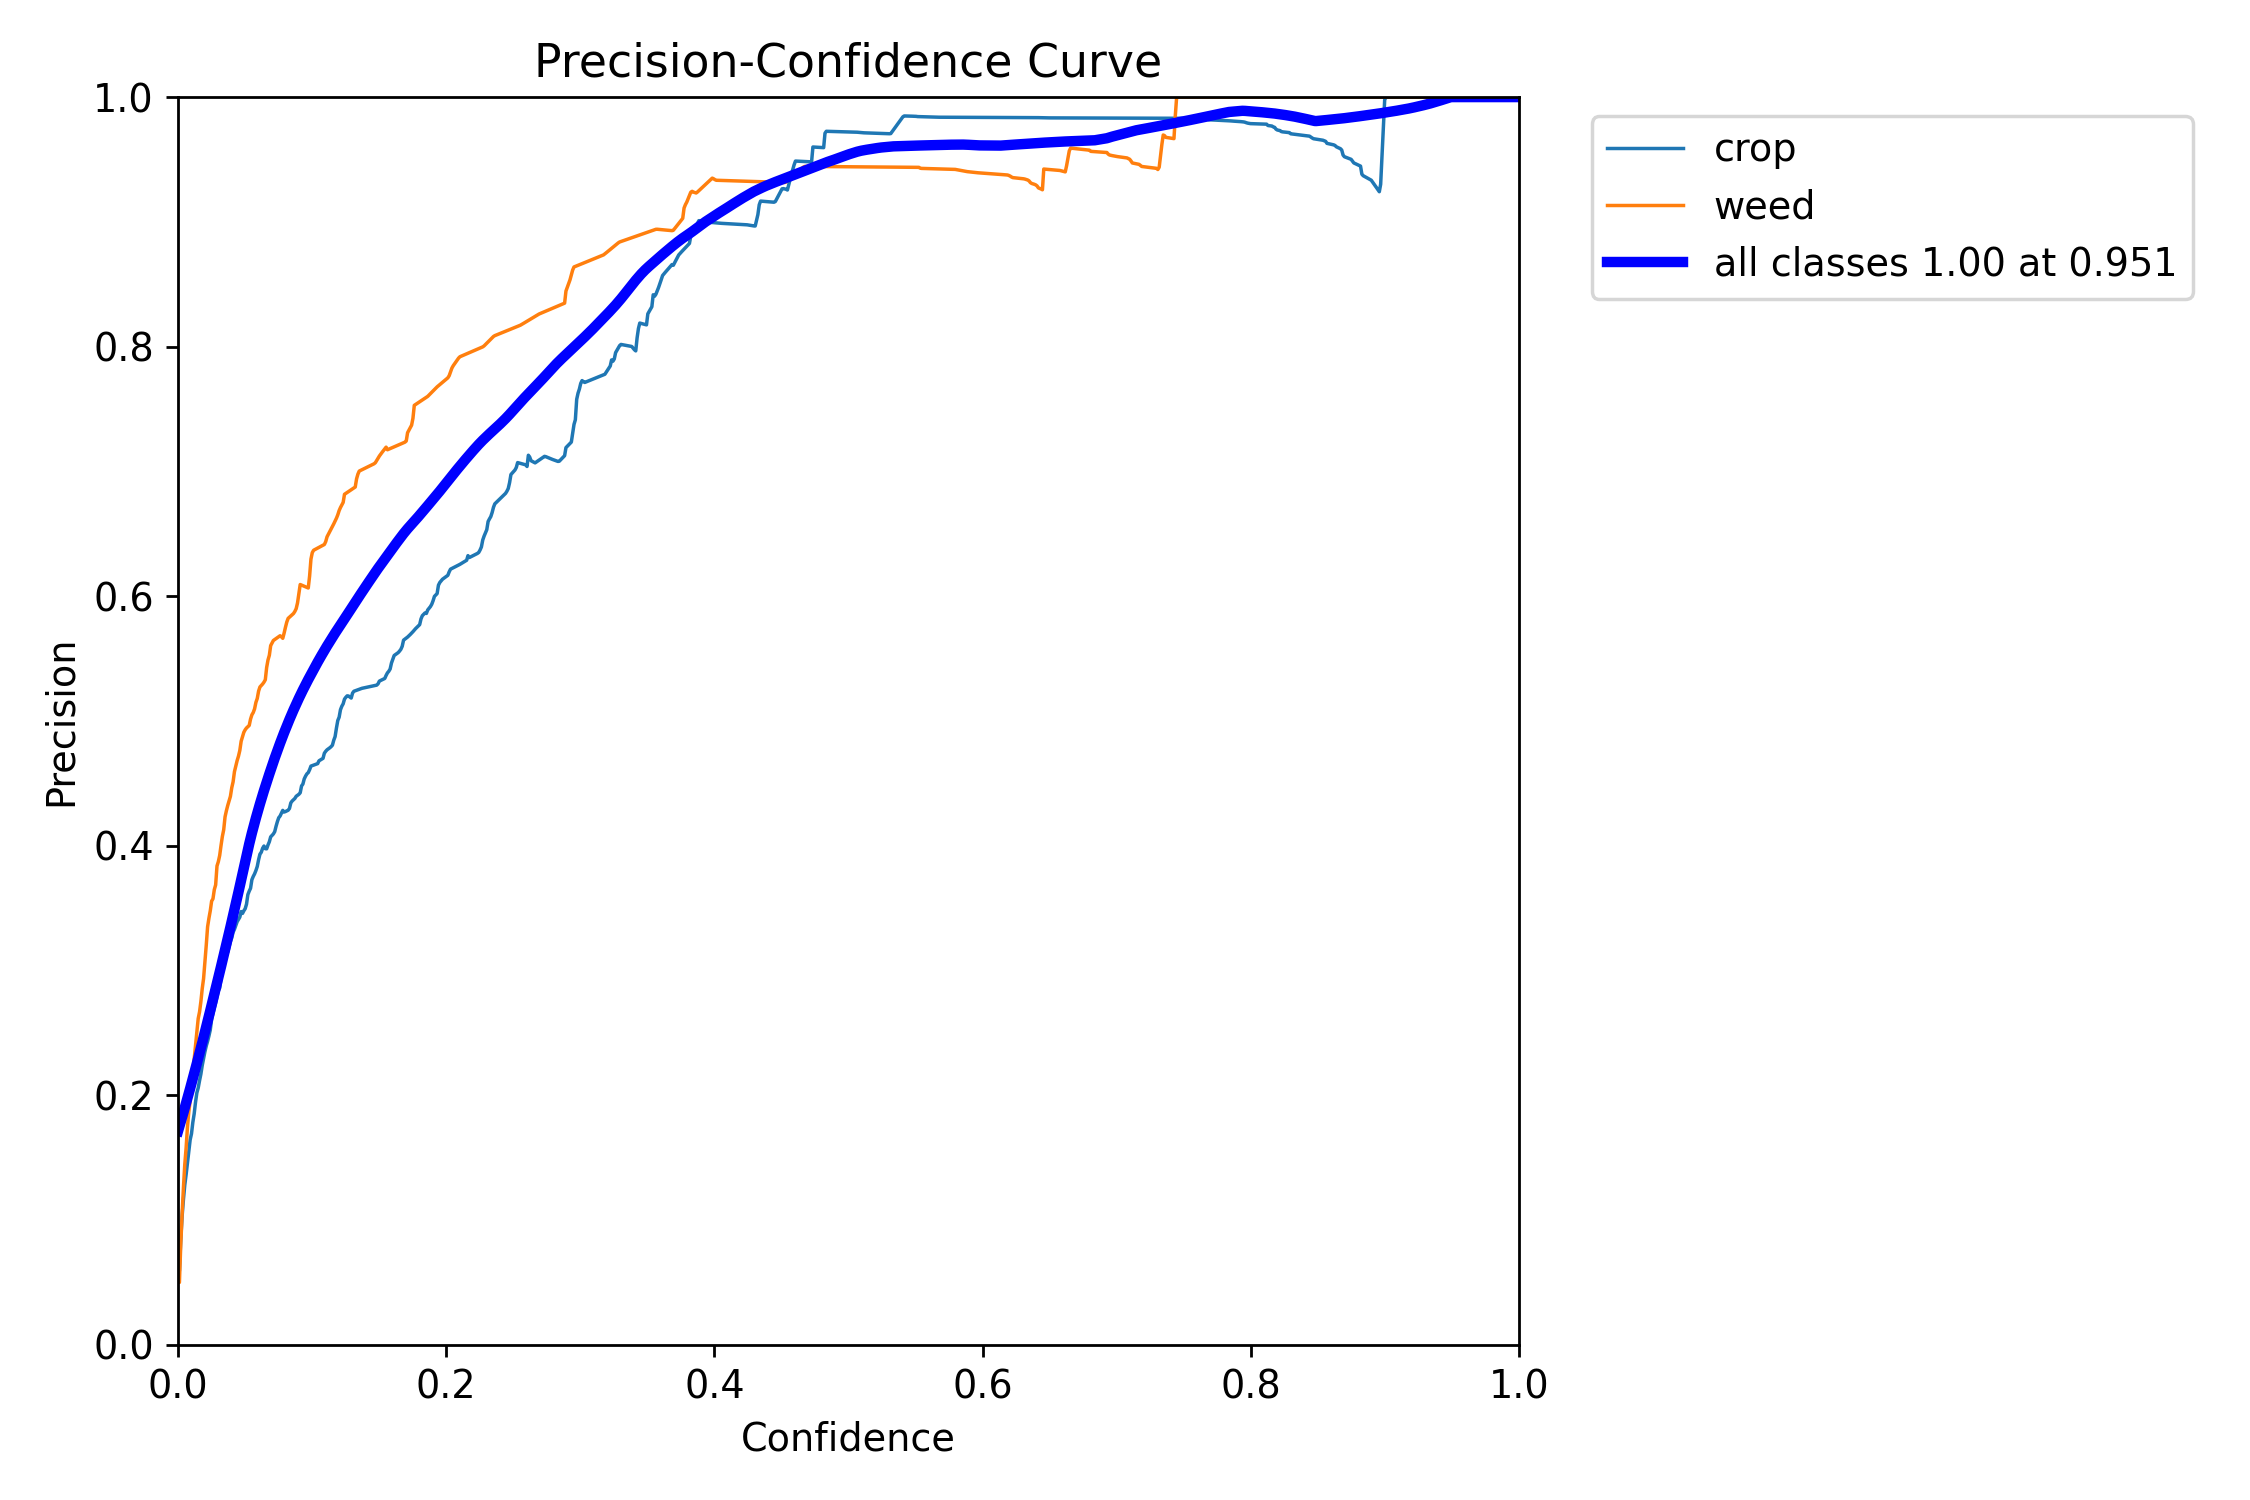 Precision-Confidence Curve
1.0
0.8
0.6
0.4
0.2
0.0
Precision
0.0 0.2 0.4 0.6 0.8 1.0
Confidence
crop
weed
all classes 1.00 at 0.951